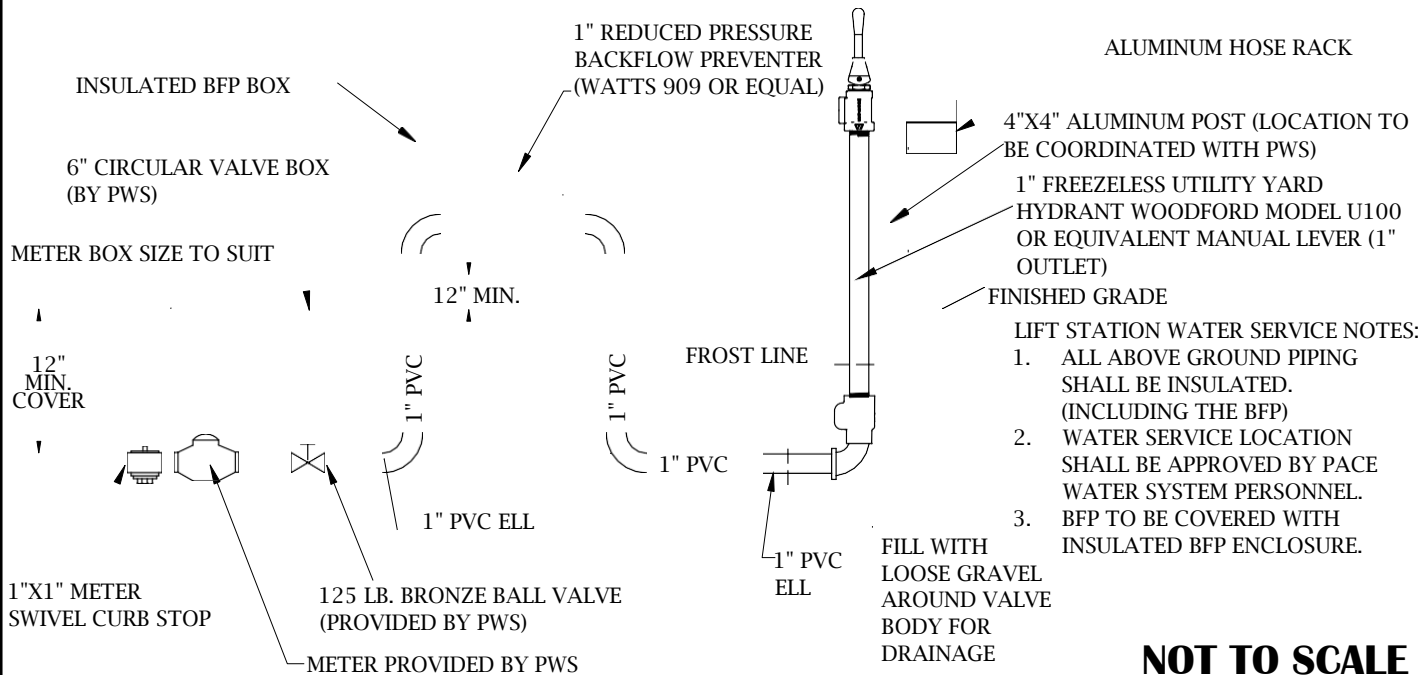 1" REDUCED PRESSURE
BACKFLOW PREVENTER
(WATTS 909 OR EQUAL)
ALUMINUM HOSE RACK
INSULATED BFP BOX
4"X4" ALUMINUM POST (LOCATION TO
BE COORDINATED WITH PWS)
6" CIRCULAR VALVE BOX
(BY PWS)
1" FREEZELESS UTILITY YARD
HYDRANT WOODFORD MODEL U100
OR EQUIVALENT MANUAL LEVER (1"
OUTLET)
METER BOX SIZE TO SUIT
12" MIN.
FINISHED GRADE
12"
MIN.
COVER
1" PVC
1" PVC
FROST LINE
LIFT STATION WATER SERVICE NOTES:
1. ALL ABOVE GROUND PIPING
SHALL BE INSULATED.
(INCLUDING THE BFP)
2. WATER SERVICE LOCATION
SHALL BE APPROVED BY PACE
WATER SYSTEM PERSONNEL.
3. BFP TO BE COVERED WITH
INSULATED BFP ENCLOSURE.
1" PVC
1" PVC ELL
1" PVC
ELL
FILL WITH
LOOSE GRAVEL
AROUND VALVE
BODY FOR
DRAINAGE
1"X1" METER
SWIVEL CURB STOP
125 LB. BRONZE BALL VALVE
(PROVIDED BY PWS)
METER PROVIDED BY PWS
NOT TO SCALE